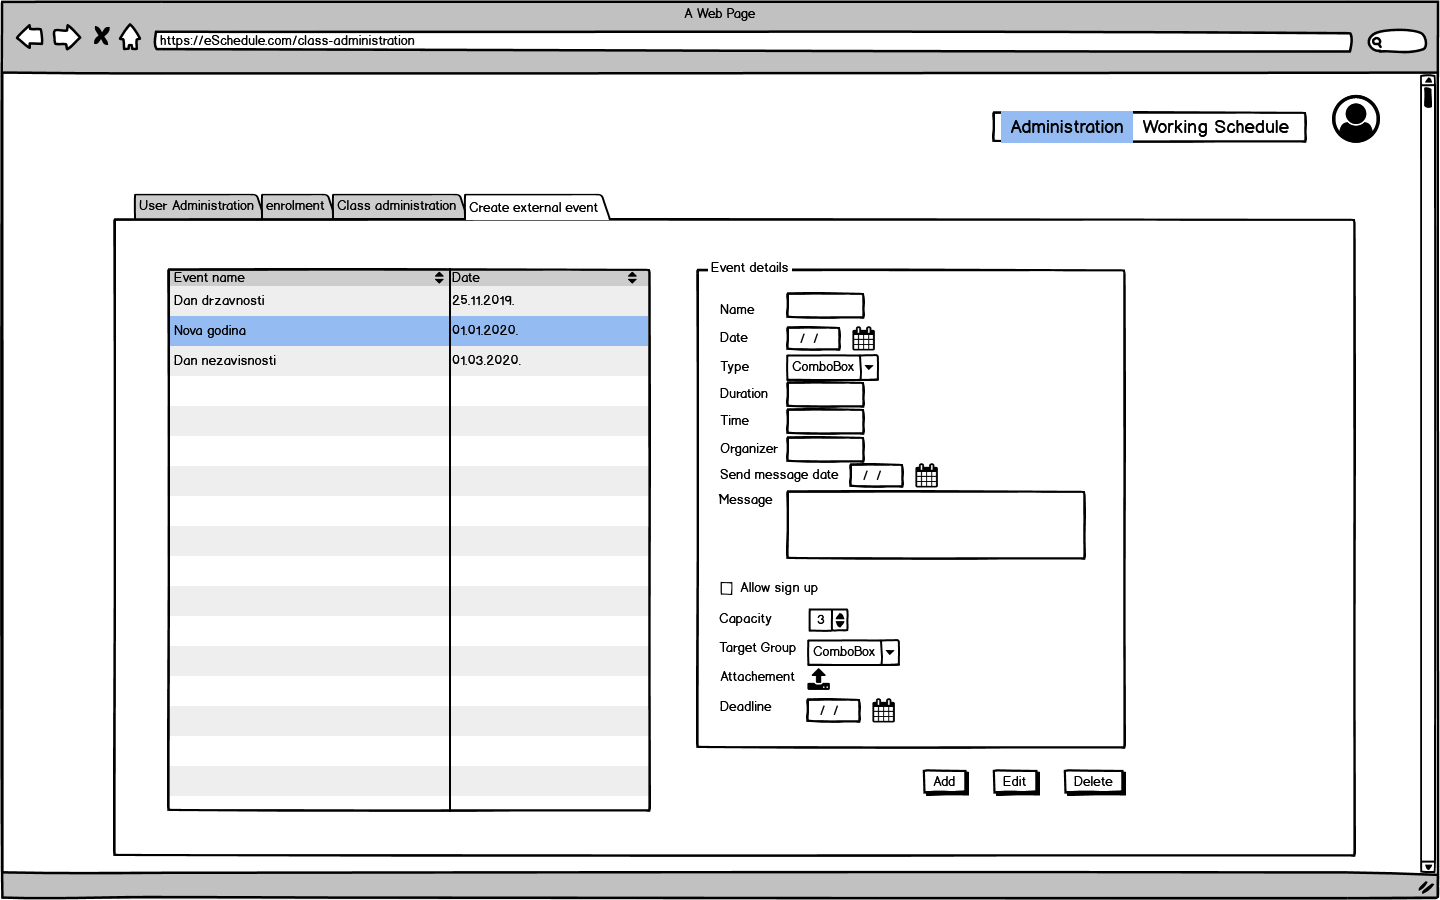 A Web Page
https://eSchedule.com/class-administration
Administration Working Schedule
User Administration enrolment Class administration Create external event
Event name Date
Dan drzavnosti 25.11.2019.
Nova godina 01.01.2020.
Dan nezavisnosti 01.03.2020.
Event details
Name
Date / /
Type ComboBox
Duration
Time
Organizer
Send message date / /
Message
Allow sign up
Capacity 3
Target Group ComboBox
Attachement
Deadline / /
Add Edit Delete